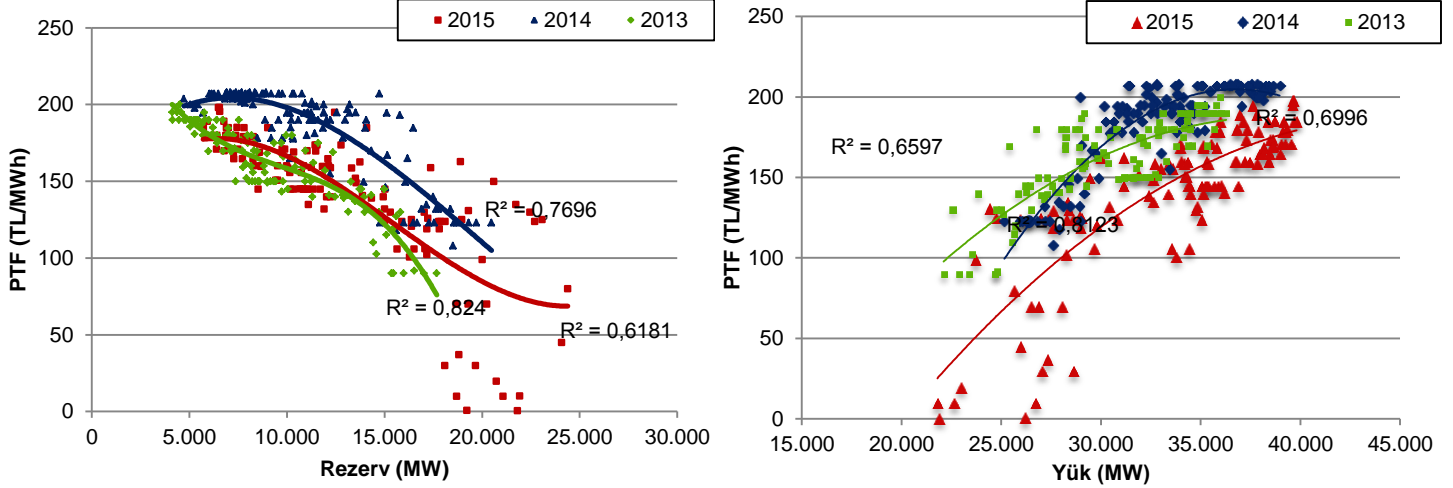 2015 2014 2013
250
200
150
100
50
0
PTF (TL/MWh)
R² = 0,7696
R² = 0,824
R² = 0,6181
0 5.000 10.000 15.000 20.000 25.000 30.000
Rezerv (MW)
2015 2014 2013
250
200
150
100
50
0
PTF (TL/MWh)
R² = 0,6996
R² = 0,6597
R² = 0,8123
15.000 20.000 25.000 30.000 35.000 40.000 45.000
Yük (MW)